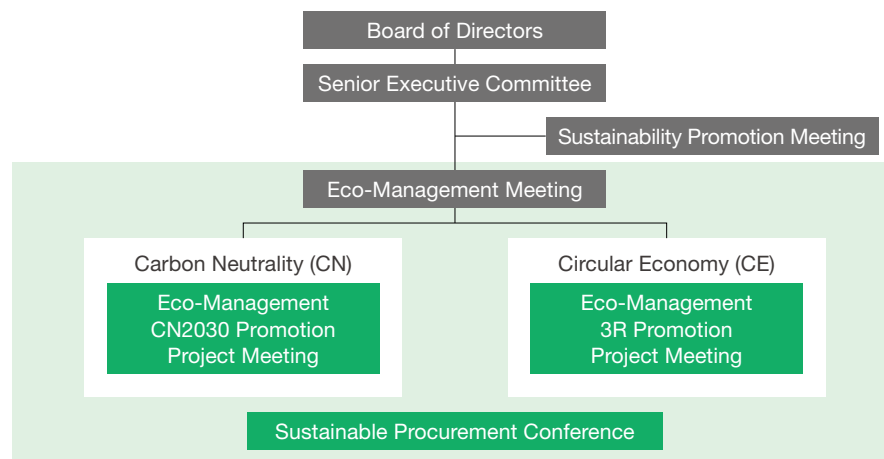 Board of Directors
Senior Executive Committee
Sustainability Promotion Meeting
Eco-Management Meeting
Carbon Neutrality (CN)
Eco-Management
CN2030 Promotion
Project Meeting
Circular Economy (CE)
Eco-Management
3R Promotion
Project Meeting
Sustainable Procurement Conference